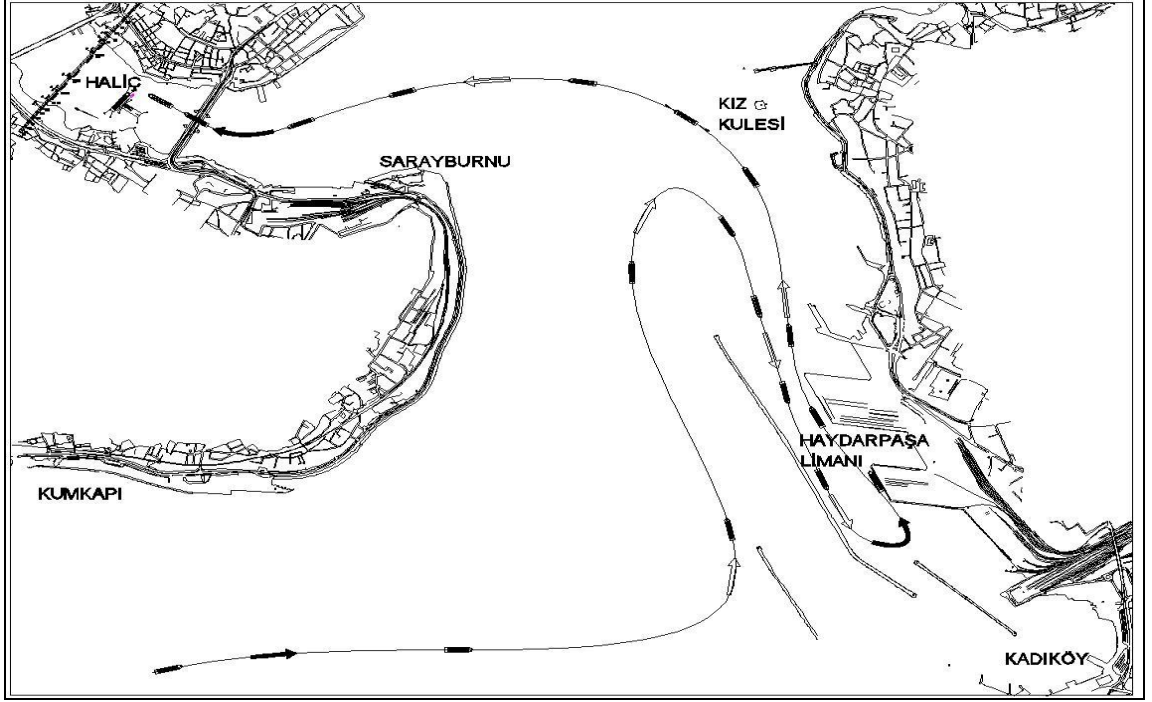 HALİÇ
KIZ
KULESİ
SARAYBURNU
HAYDARPAŞA
LİMANI
KUMKAPI
KADIKÖY